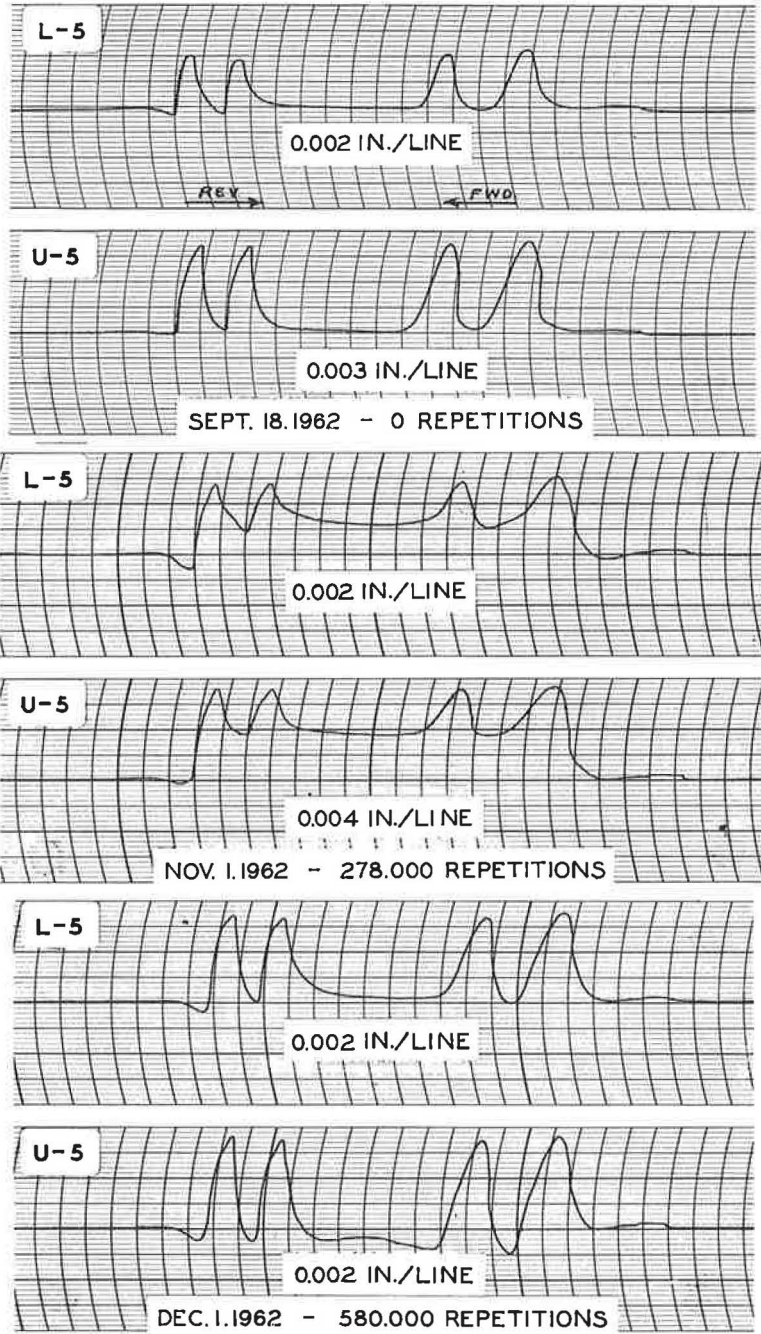 L-5
0.002 IN./LINE
REV. FWD
U-5
0.003 IN./LINE
SEPT. 18.1962 - 0 REPETITIONS
L-5
0.002 IN./LINE
U-5
0.004 IN./LINE
NOV. 1.1962 - 278.000 REPETITIONS
L-5
0.002 IN./LINE
U-5
0.002 IN./LINE
DEC. 1.1962 - 580.000 REPETITIONS